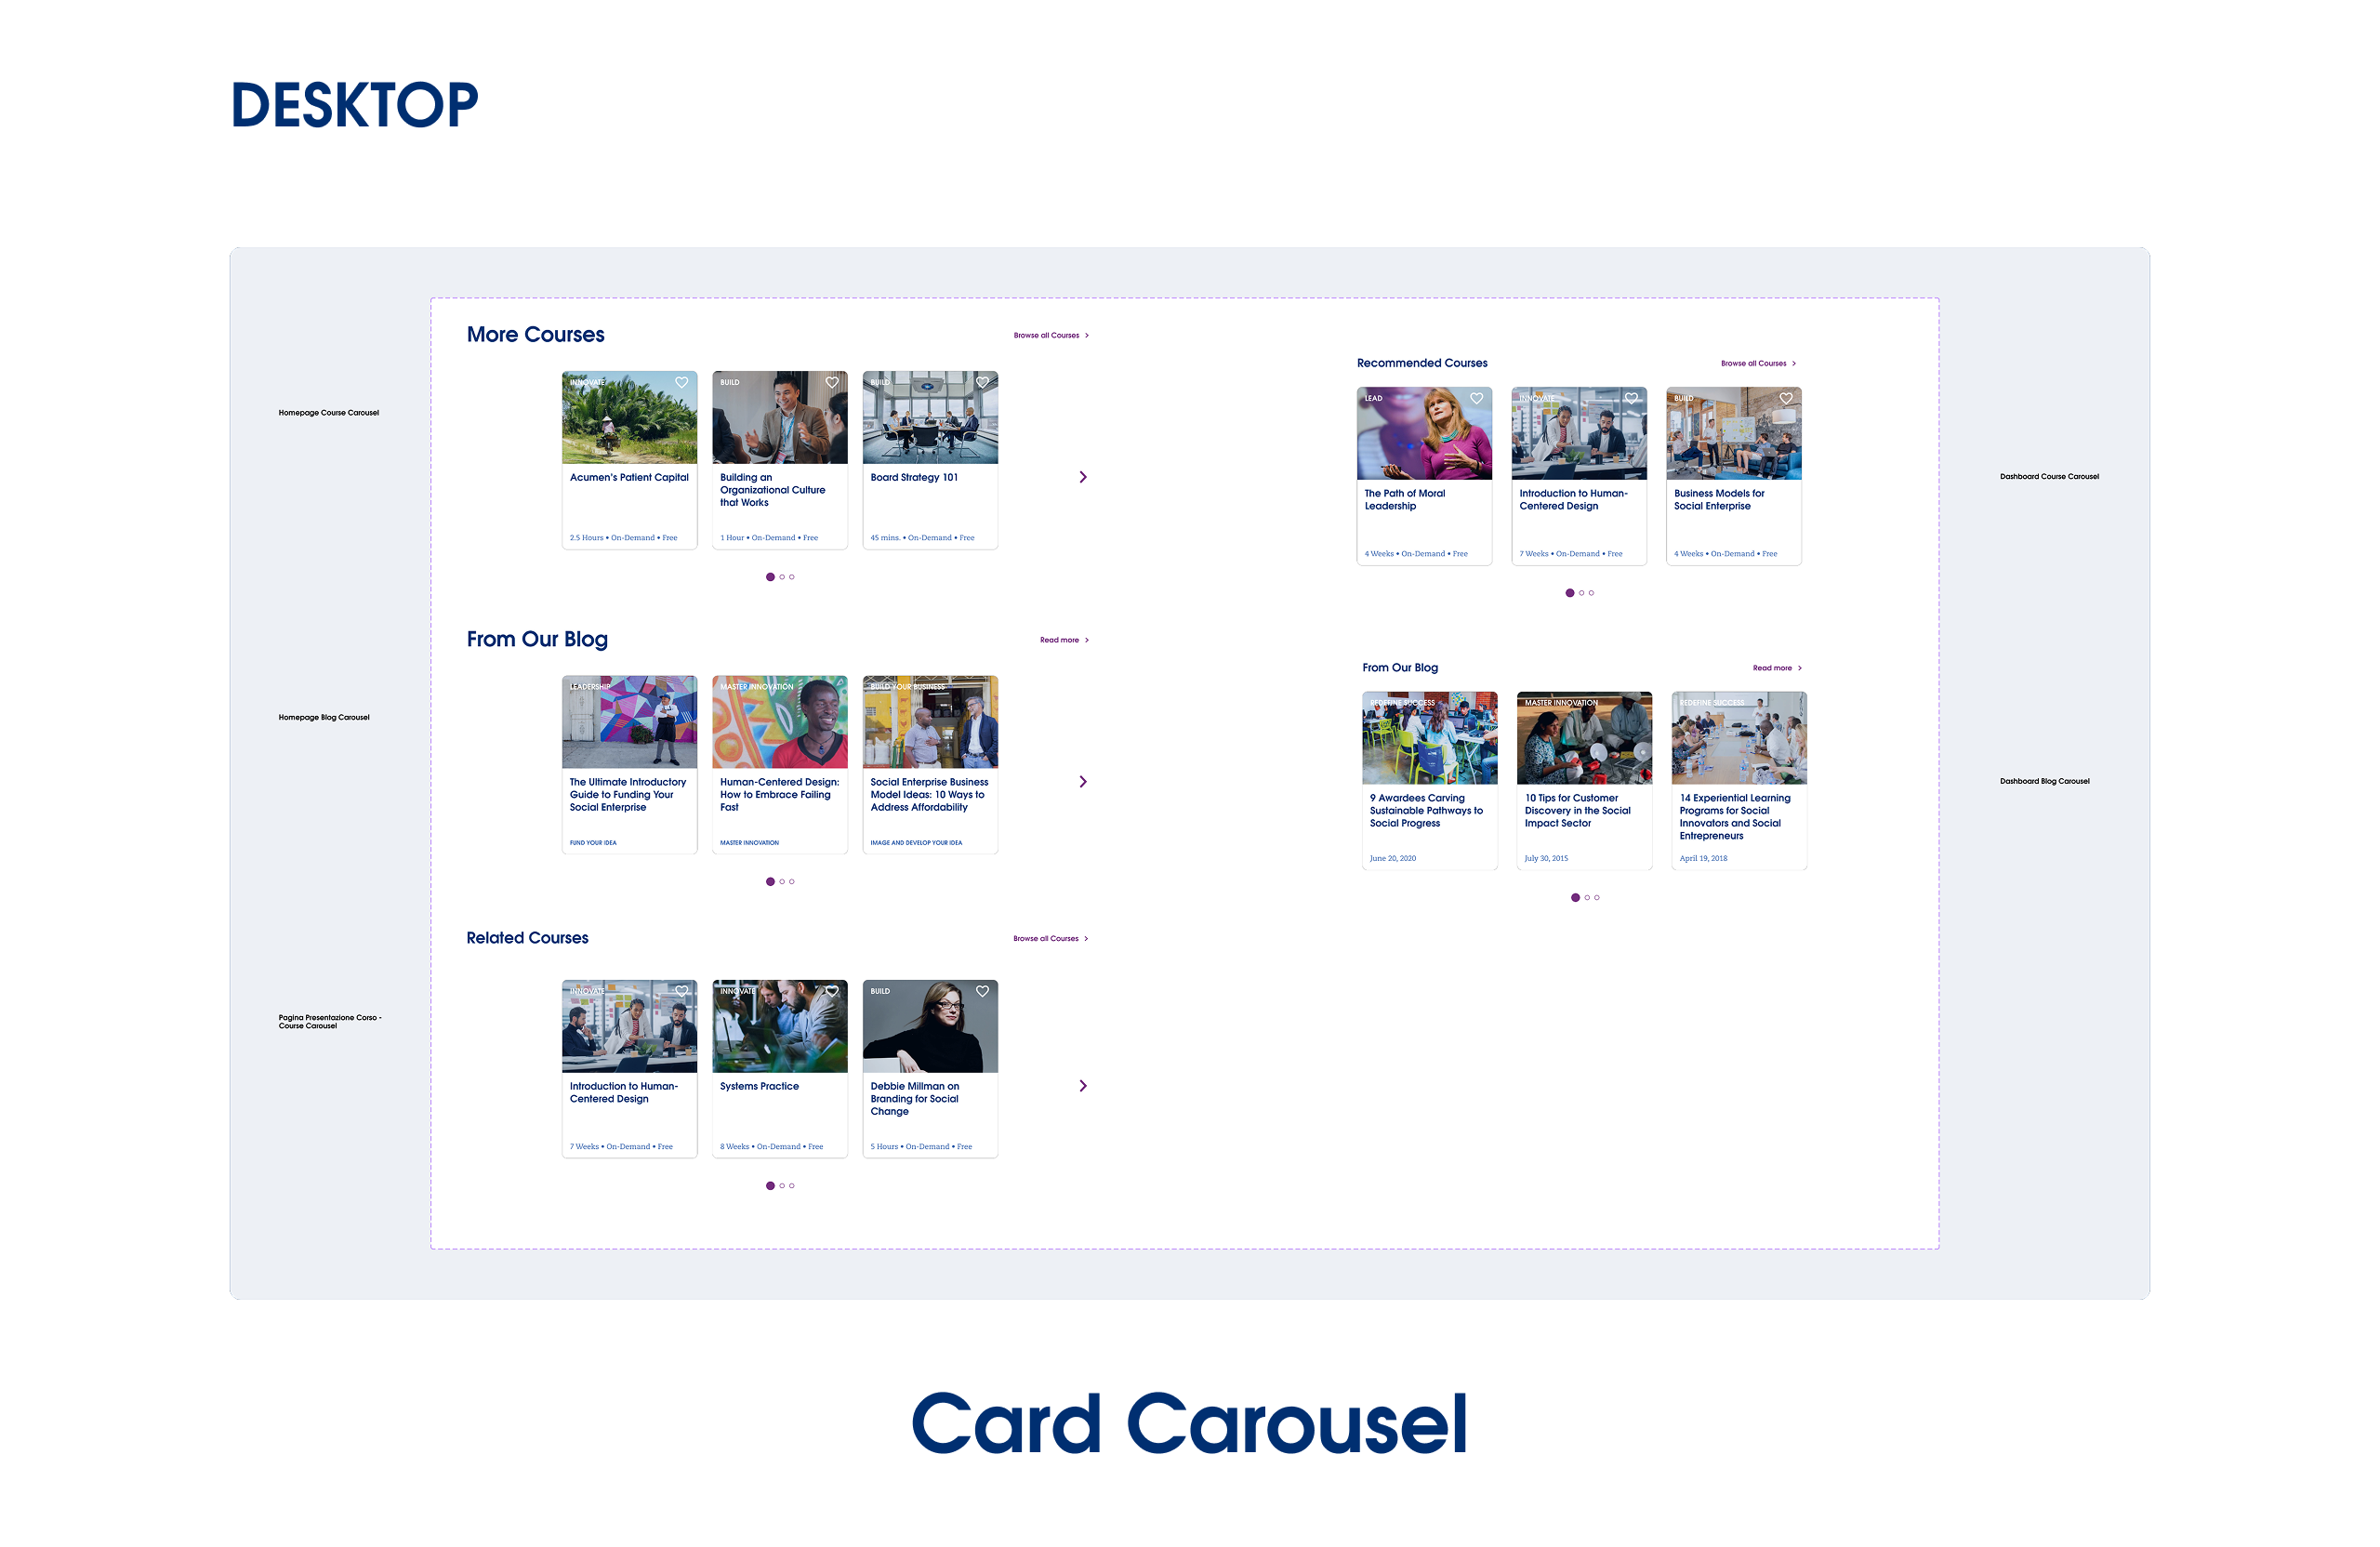 DESKTOP
Homepage Course Carousel
More Courses
Browse all Courses >
INNOVATE
Acumen's Patient Capital
2.5 Hours • On-Demand • Free
BUILD
Building an
Organizational Culture
that Works
1 Hour • On-Demand • Free
BUILD
Board Strategy 101
45 mins. • On-Demand • Free
Recommended Courses
Browse all Courses >
LEAD
The Path of Moral
Leadership
4 Weeks • On-Demand • Free
INNOVATE
Introduction to Human-
Centered Design
7 Weeks • On-Demand • Free
BUILD
Business Models for
Social Enterprise
4 Weeks • On-Demand • Free
Dashboard Course Carousel
Homepage Blog Carousel
From Our Blog
Read more >
LEADERSHIP
The Ultimate Introductory
Guide to Funding Your
Social Enterprise
FUND YOUR IDEA
MASTER INNOVATION
Human-Centered Design:
How to Embrace Failing
Fast
MASTER INNOVATION
BUILD YOUR BUSINESS
Social Enterprise Business
Model Ideas: 10 Ways to
Address Affordability
IMAGE AND DEVELOP YOUR IDEA
From Our Blog
Read more >
REDEFINE SUCCESS
9 Awardees Carving
Sustainable Pathways to
Social Progress
June 20, 2020
MASTER INNOVATION
10 Tips for Customer
Discovery in the Social
Impact Sector
July 30, 2015
REDEFINE SUCCESS
14 Experiential Learning
Programs for Social
Innovators and Social
Entrepreneurs
April 19, 2018
Dashboard Blog Carousel
Pagina Presentazione Corso -
Course Carousel
Related Courses
Browse all Courses >
INNOVATE
Introduction to Human-
Centered Design
7 Weeks • On-Demand • Free
INNOVATE
Systems Practice
8 Weeks • On-Demand • Free
BUILD
Debbie Millman on
Branding for Social
Change
5 Hours • On-Demand • Free
Card Carousel